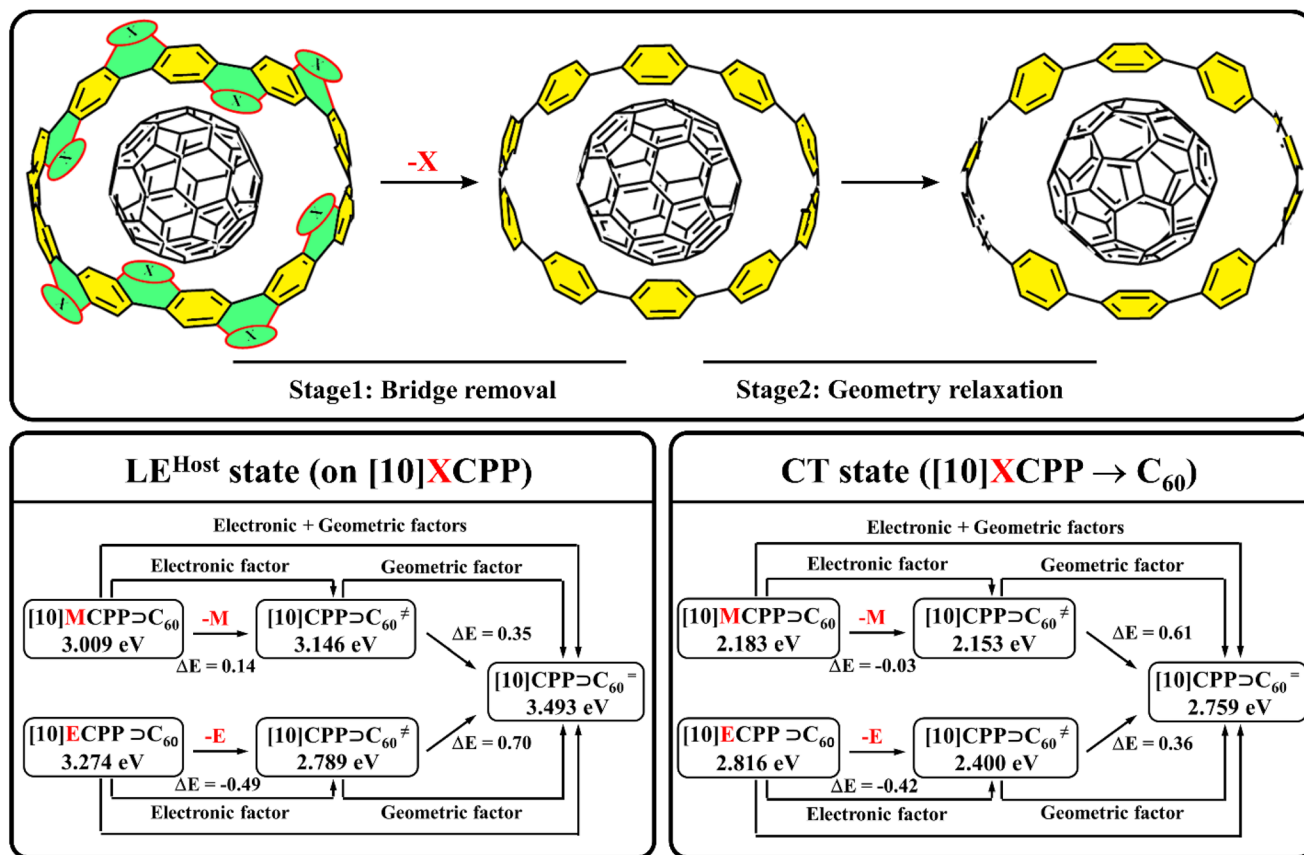 X
X
X
X
X
X
X
X
-X
Stage1: Bridge removal
Stage2: Geometry relaxation
LE^Host state (on [10]XCPP)
Electronic + Geometric factors
Electronic factor
Geometric factor
[10]MCPP⊃C₆₀
3.009 eV
-M
ΔE = 0.14
[10]CPP⊃C₆₀ ≠
3.146 eV
ΔE = 0.35
[10]CPP⊃C₆₀ =
3.493 eV
[10]ECPP ⊃C₆₀
3.274 eV
-E
ΔE = -0.49
[10]CPP⊃C₆₀ ≠
2.789 eV
ΔE = 0.70
Electronic factor
Geometric factor
CT state ([10]XCPP → C₆₀)
Electronic + Geometric factors
Electronic factor
Geometric factor
[10]MCPP⊃C₆₀
2.183 eV
-M
ΔE = -0.03
[10]CPP⊃C₆₀ ≠
2.153 eV
ΔE = 0.61
[10]CPP⊃C₆₀ =
2.759 eV
[10]ECPP ⊃C₆₀
2.816 eV
-E
ΔE = -0.42
[10]CPP⊃C₆₀ ≠
2.400 eV
ΔE = 0.36
Electronic factor
Geometric factor